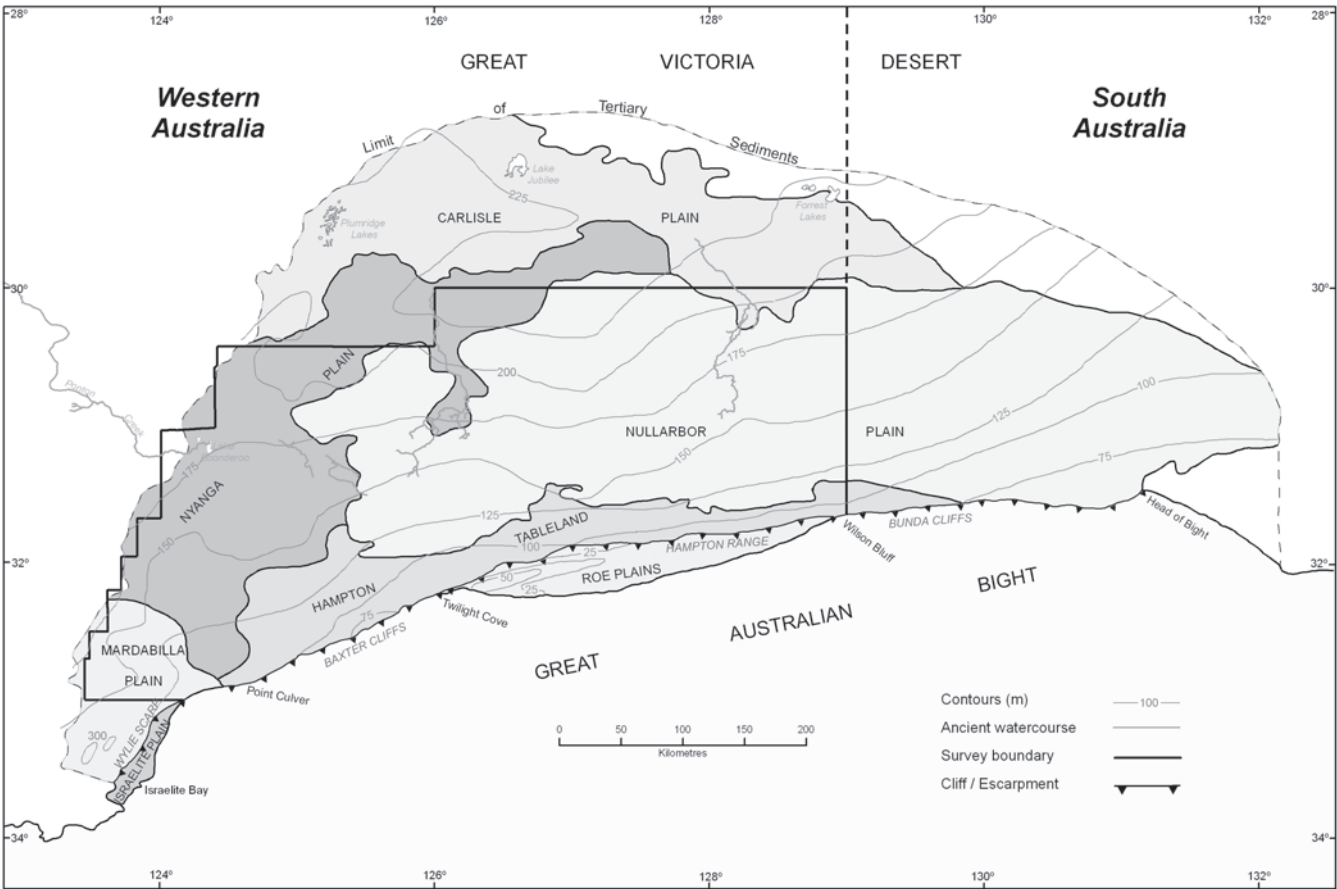 28°
124°
126°
128°
130°
132°
28°
GREAT VICTORIA DESERT
Western
Australia
South
Australia
Limit of Tertiary Sediments
Lake
Jubilee
225
Plumridge
Lakes
CARLISLE PLAIN
Forrest
Lakes
30°
30°
PLAIN
200
175
100
125
Ponton Creek
NULLARBOR PLAIN
150
75
175
NYANGA
125
TABLELAND
150
100
25
HAMPTON RANGE
Wilson Bluff
BUNDA CLIFFS
Head of Bight
32°
32°
50
25
ROE PLAINS
HAMPTON
75
Twilight Cove
BAXTER CLIFFS
GREAT AUSTRALIAN BIGHT
MARDABILLA
PLAIN
Point Culver
300
WYLIE SCARP
ISRAELITE PLAIN
Israelite Bay
0 50 100 150 200
Kilometres
Contours (m)
100
Ancient watercourse
Survey boundary
Cliff / Escarpment
34°
34°
124°
126°
128°
130°
132°